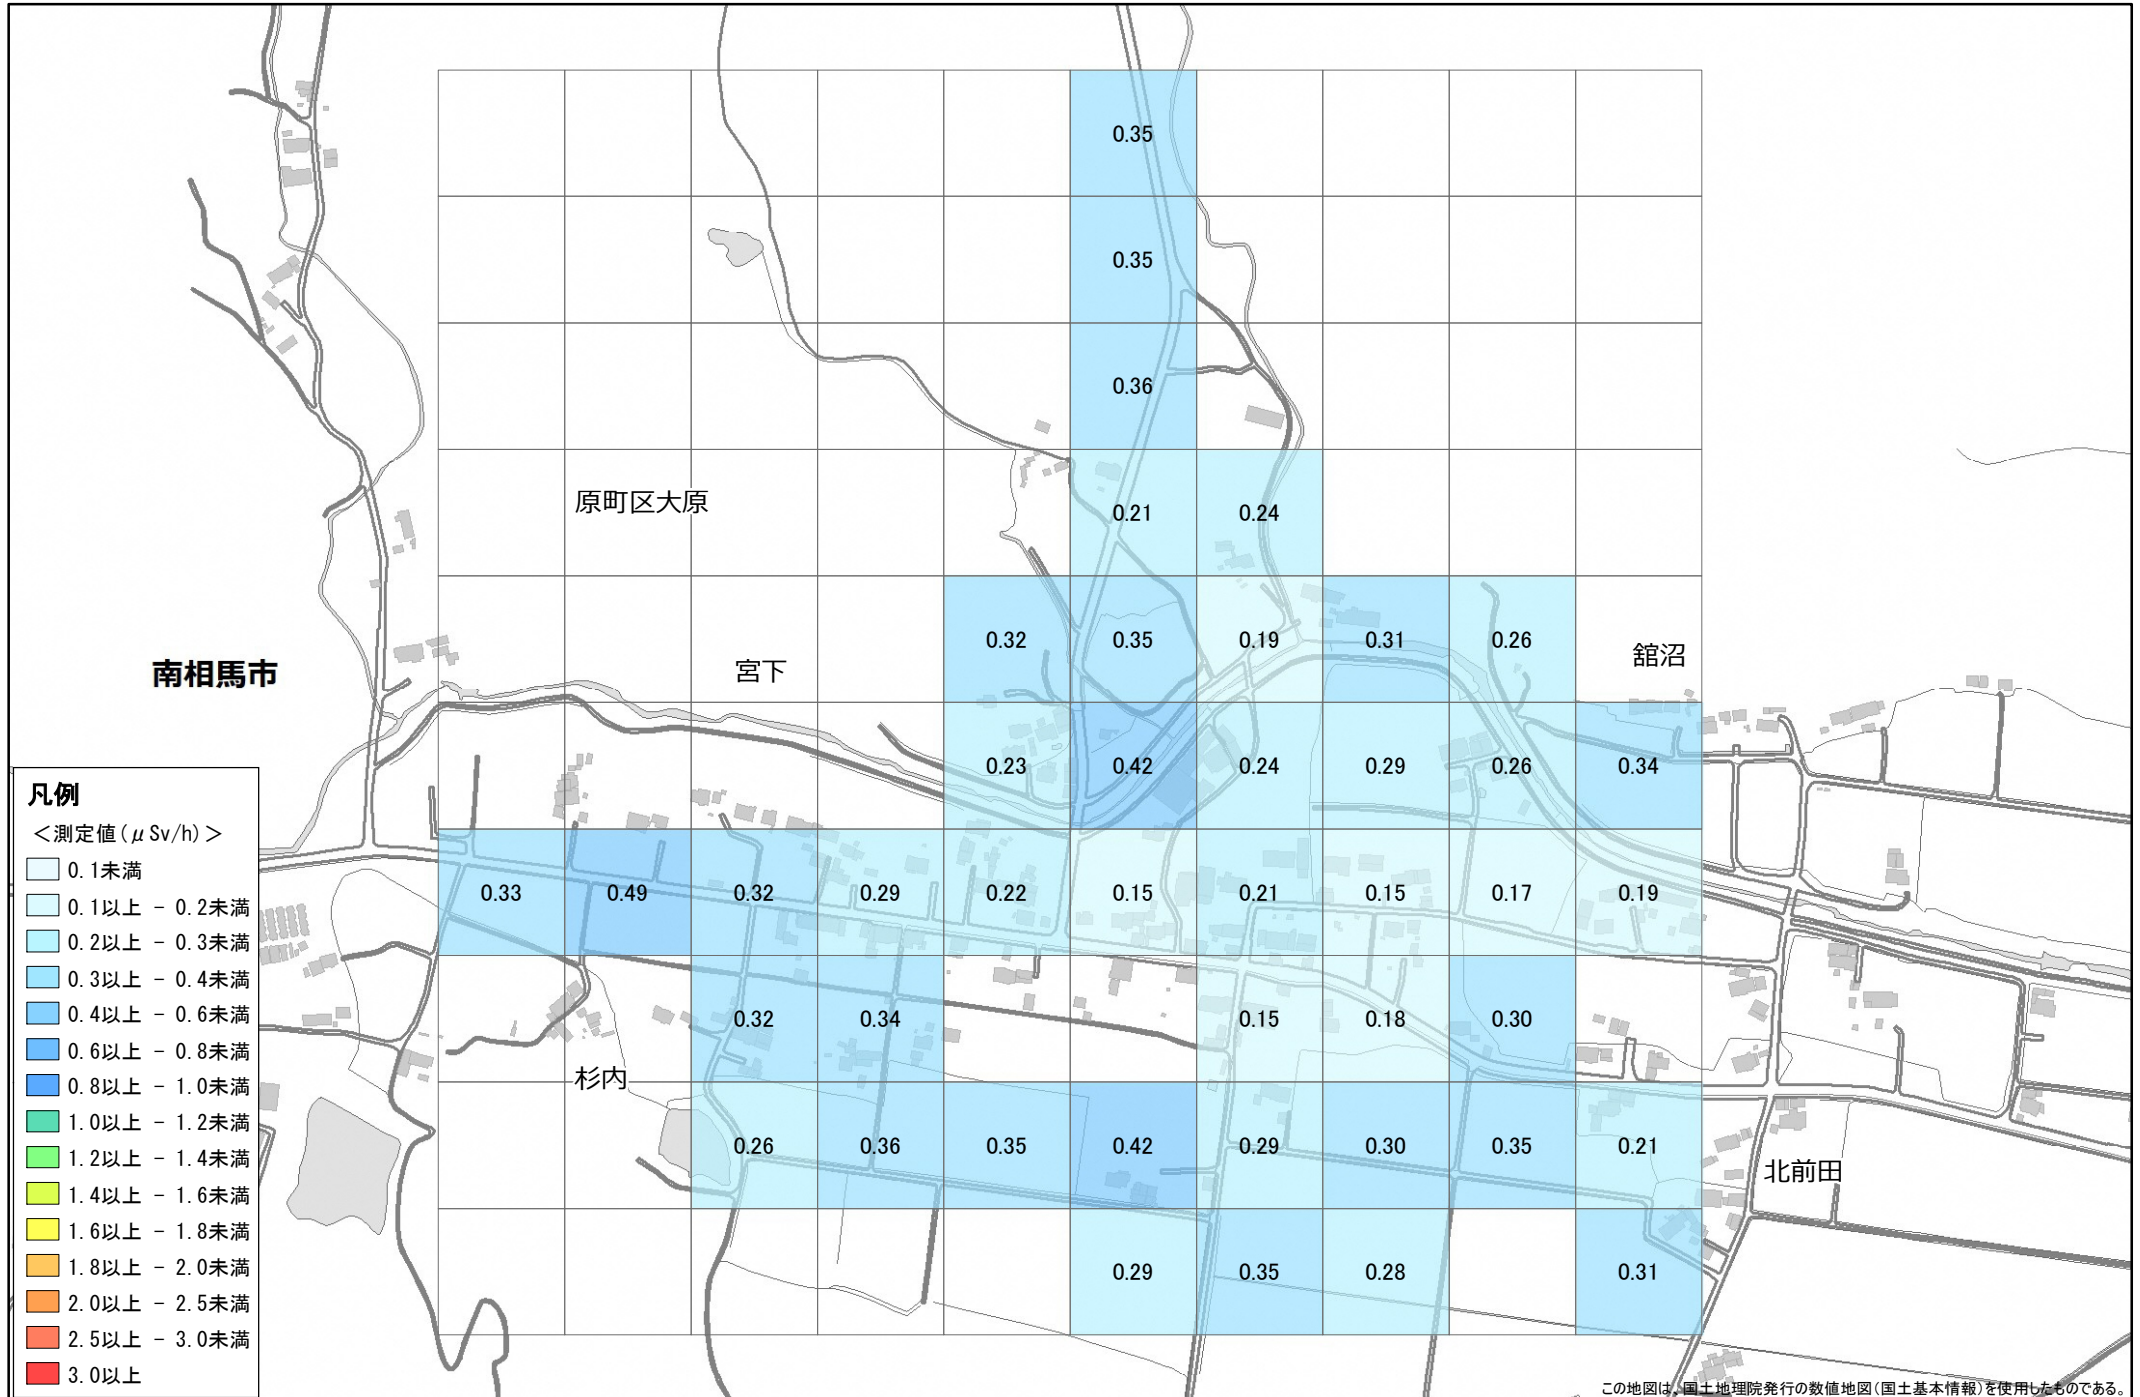 0.35
0.35
0.36
原町区大原
0.21 0.24
0.32 0.35 0.19 0.31 0.26
舘沼
南相馬市
宮下
0.23 0.42 0.24 0.29 0.26 0.34
0.33 0.49 0.32 0.29 0.22 0.15 0.21 0.15 0.17 0.19
0.32 0.34 0.15 0.18 0.30
杉内
0.26 0.36 0.35 0.42 0.29 0.30 0.35 0.21
北前田
0.29 0.35 0.28 0.31
凡例
＜測定値(μSv/h)＞
0.1未満
0.1以上 - 0.2未満
0.2以上 - 0.3未満
0.3以上 - 0.4未満
0.4以上 - 0.6未満
0.6以上 - 0.8未満
0.8以上 - 1.0未満
1.0以上 - 1.2未満
1.2以上 - 1.4未満
1.4以上 - 1.6未満
1.6以上 - 1.8未満
1.8以上 - 2.0未満
2.0以上 - 2.5未満
2.5以上 - 3.0未満
3.0以上
この地図は、国土地理院発行の数値地図(国土基本情報)を使用したものである。